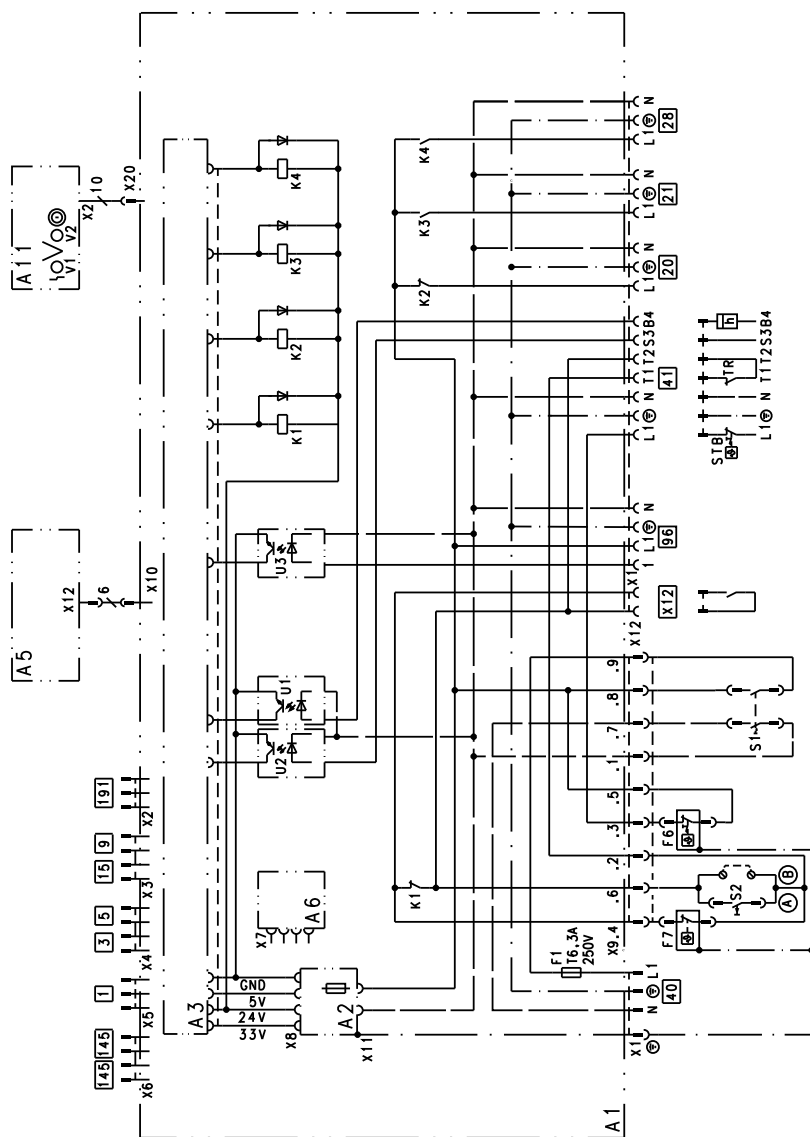 A11
V1 V2
X2 10
X20
A5
X12 6
X10
191
X2
9
15
X3
5
3
X4
1
X5
145
145
X6
A3
GND
5V
24V
33V
X8
A2
X11
X7
A6
U1
U2
U3
K1
K2
K3
K4
K1
K2
K3
K4
F1
T6,3A
250V
A1
X1
N
40
L1
X9.4
.6
.2
.3
.5
.1
.7
.8
.9
X12
X1
1
L1
96
N
L1
N
41
T1
T2
S3
B4
L1
20
N
L1
21
N
L1
28
N
F7
S2
A
B
F6
S1
X12
STB
TR
h
L1
N
T1
T2
S3
B4